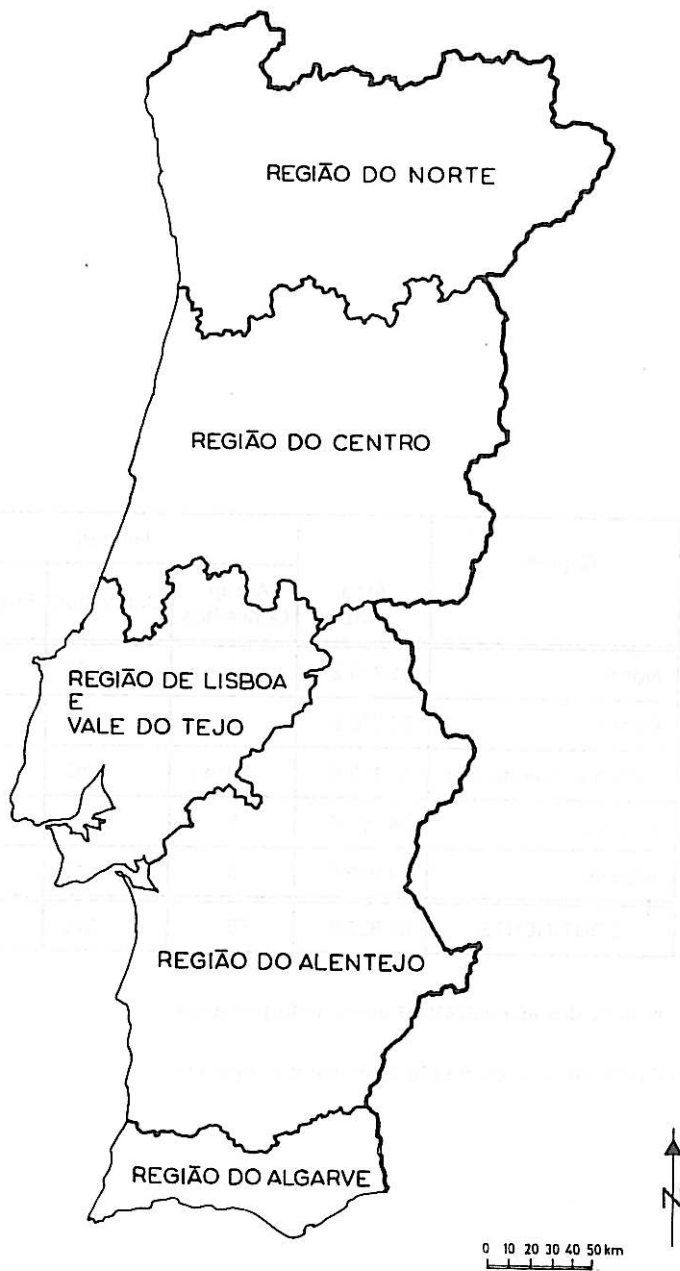 REGIÃO DO NORTE
REGIÃO DO CENTRO
REGIÃO DE LISBOA
E
VALE DO TEJO
REGIÃO DO ALENTEJO
REGIÃO DO ALGARVE
N
0 10 20 30 40 50 km